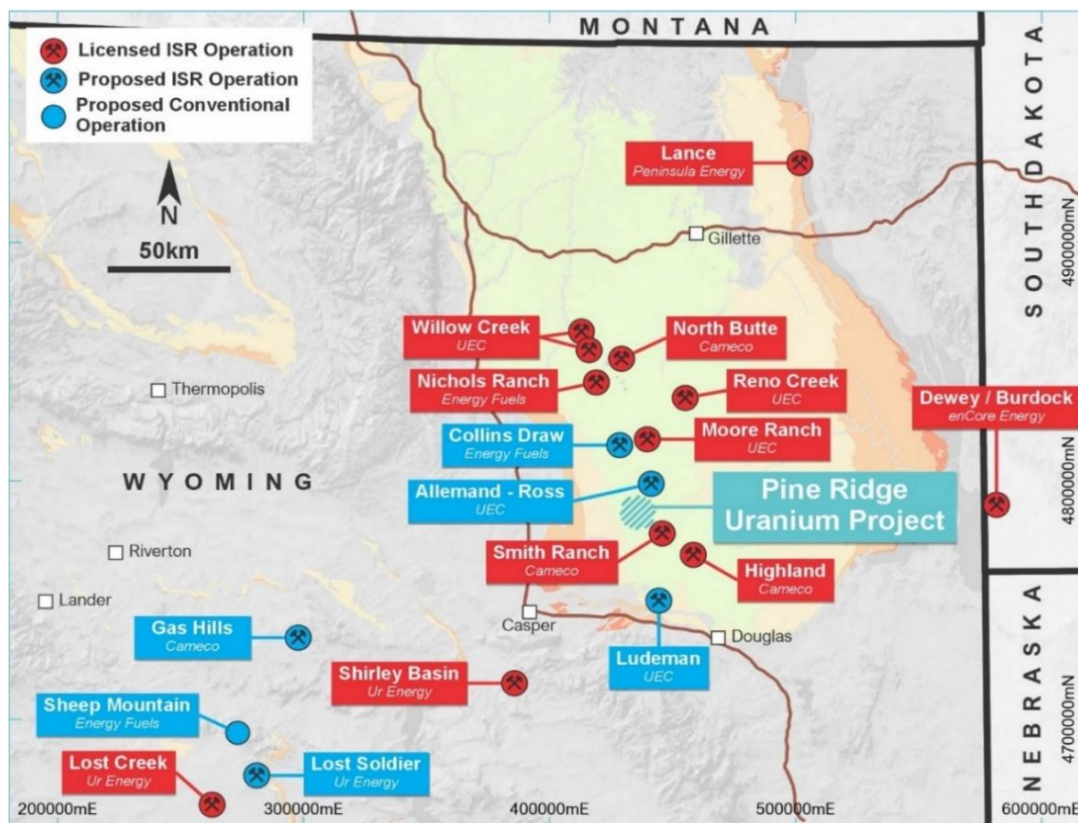 MONTANA
Licensed ISR Operation
Proposed ISR Operation
Proposed Conventional
Operation
N
50km
SOUTH DAKOTA
4900000mN
Lance
Peninsula Energy
Gillette
Willow Creek
UEC
North Butte
Cameco
Thermopolis
Nichols Ranch
Energy Fuels
Reno Creek
UEC
Dewey / Burdock
enCore Energy
Collins Draw
Energy Fuels
Moore Ranch
UEC
WYOMING
Allemand - Ross
UEC
Pine Ridge
Uranium Project
4800000mN
Riverton
Smith Ranch
Cameco
Highland
Cameco
Lander
Casper
Douglas
NEBRASKA
Gas Hills
Cameco
Shirley Basin
Ur Energy
Ludeman
UEC
Sheep Mountain
Energy Fuels
4700000mN
Lost Creek
Ur Energy
Lost Soldier
Ur Energy
200000mE
300000mE
400000mE
500000mE
600000mE